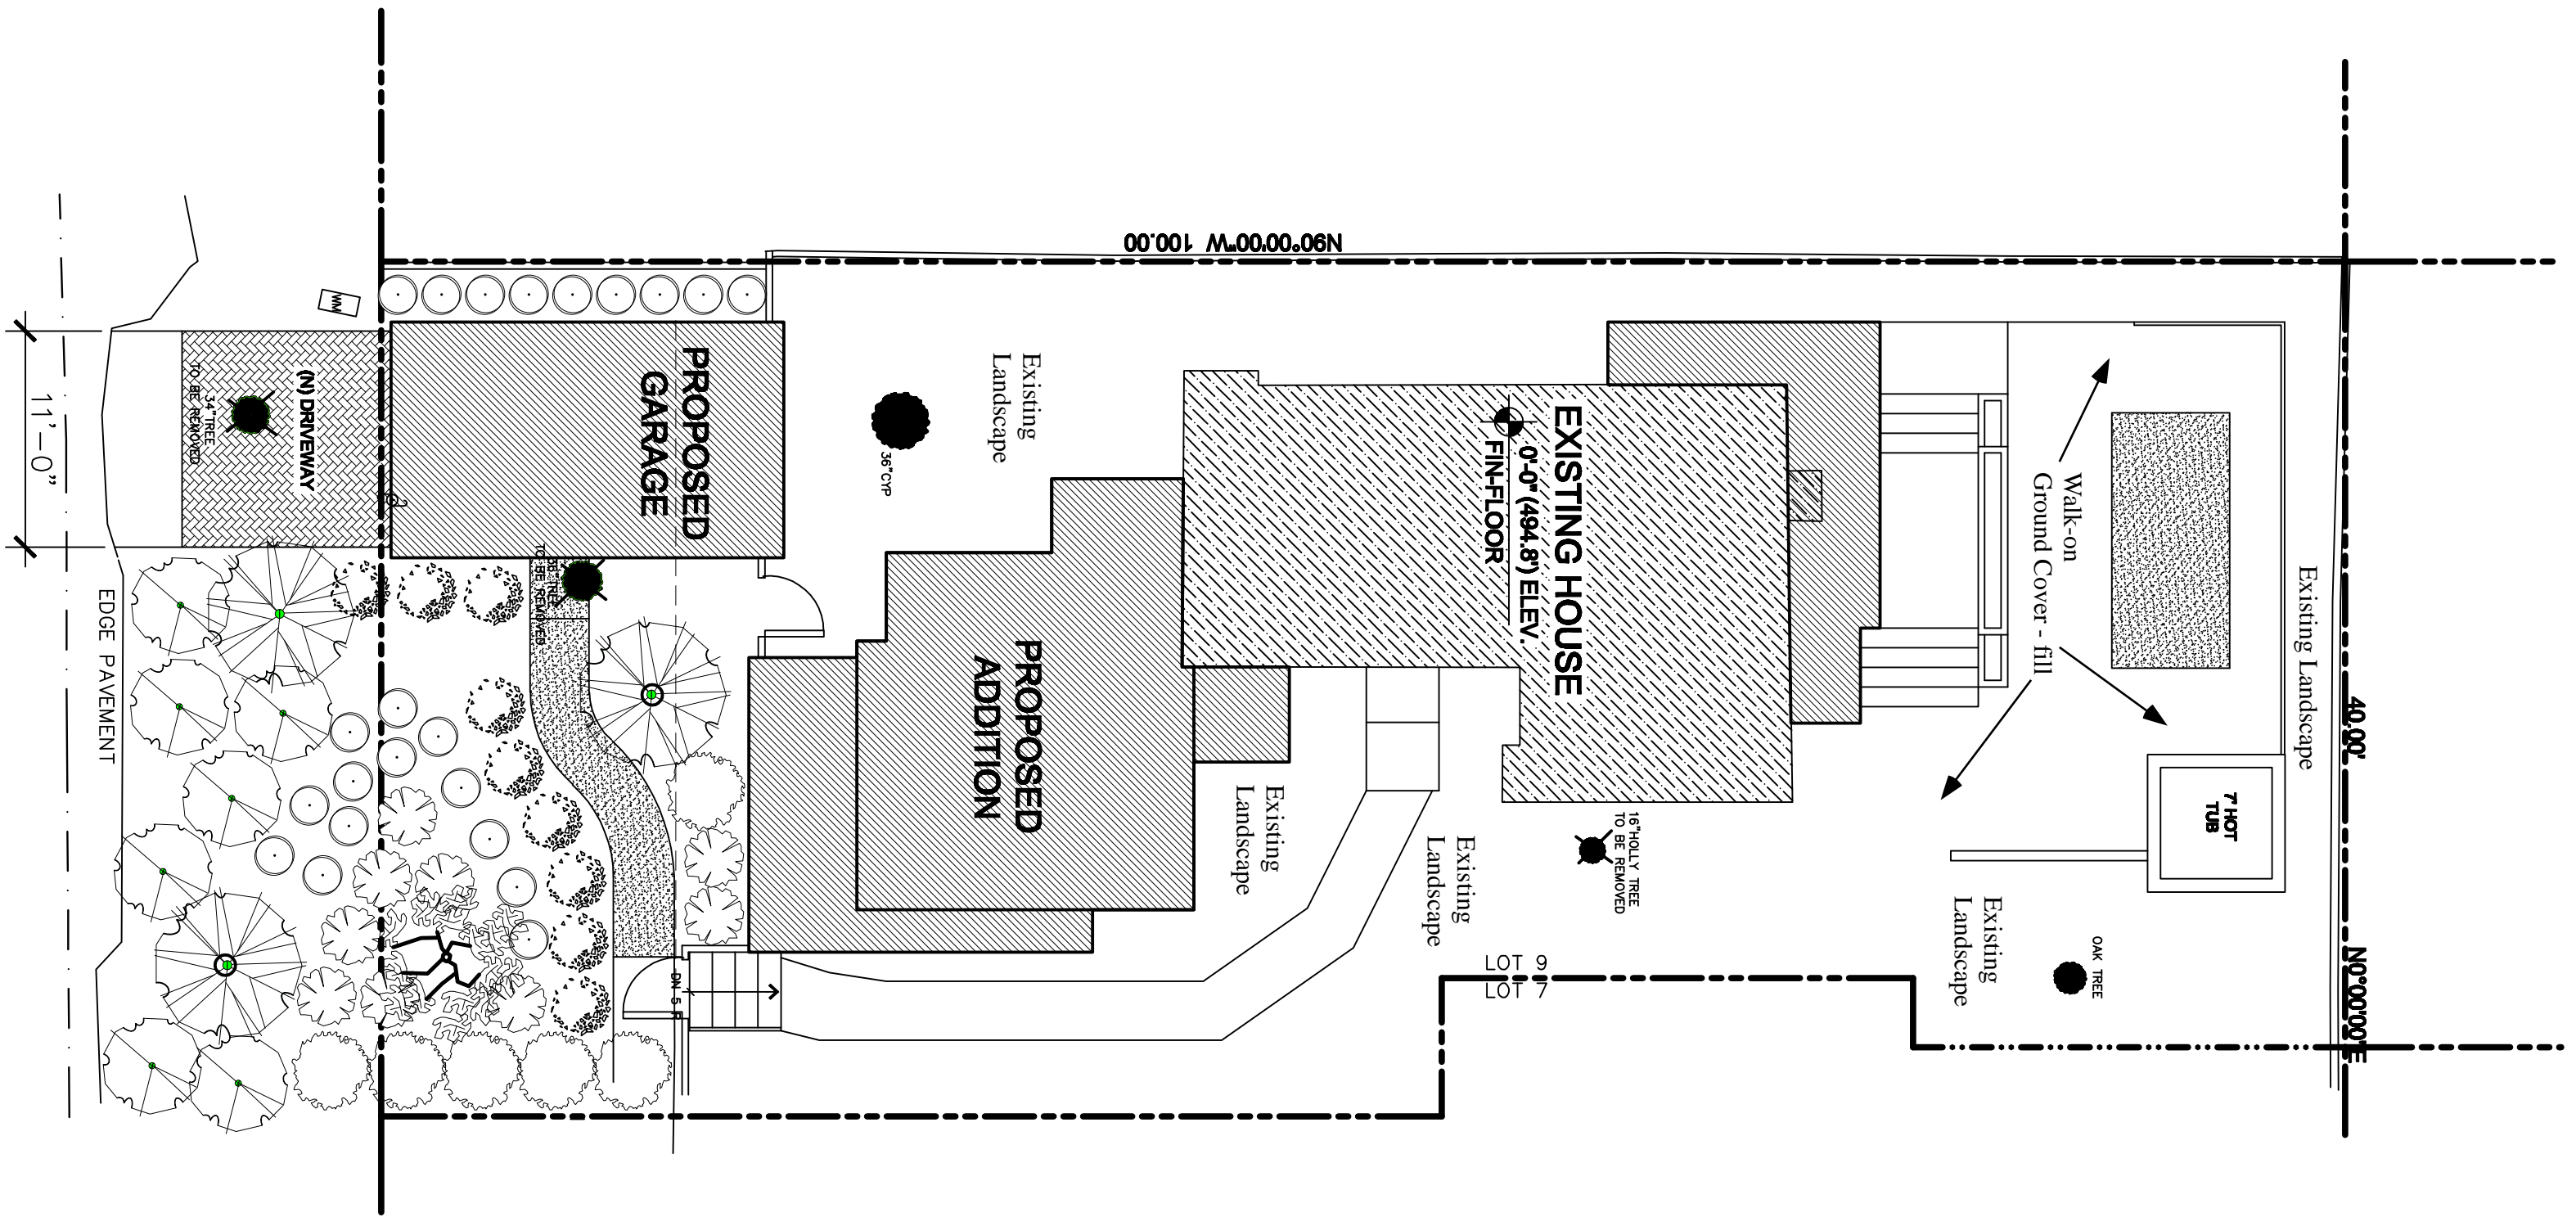 N90°00'00"W 100.00
WM
11'-0"
(N) DRIVEWAY
34"TREE
TO BE REMOVED
EDGE PAVEMENT
PROPOSED
GARAGE
TO BE REMOVED
36"CYP
Existing
Landscape
PROPOSED
ADDITION
EXISTING HOUSE
0'-0" (494.8') ELEV.
FIN-FLOOR
Existing
Landscape
Existing
Landscape
16"HOLLY TREE
TO BE REMOVED
DN 5 R
LOT 9
LOT 7
Walk-on
Ground Cover - fill
Existing Landscape
7' HOT
TUB
Existing
Landscape
OAK TREE
40.00'
N0°00'00"E